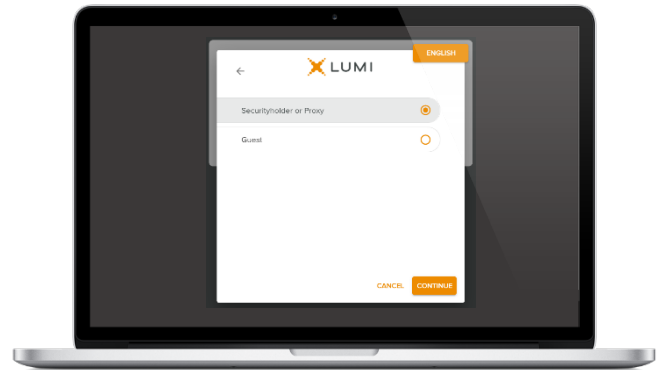 ENGLISH
LUMI
Securityholder or Proxy
Guest
CANCEL CONTINUE